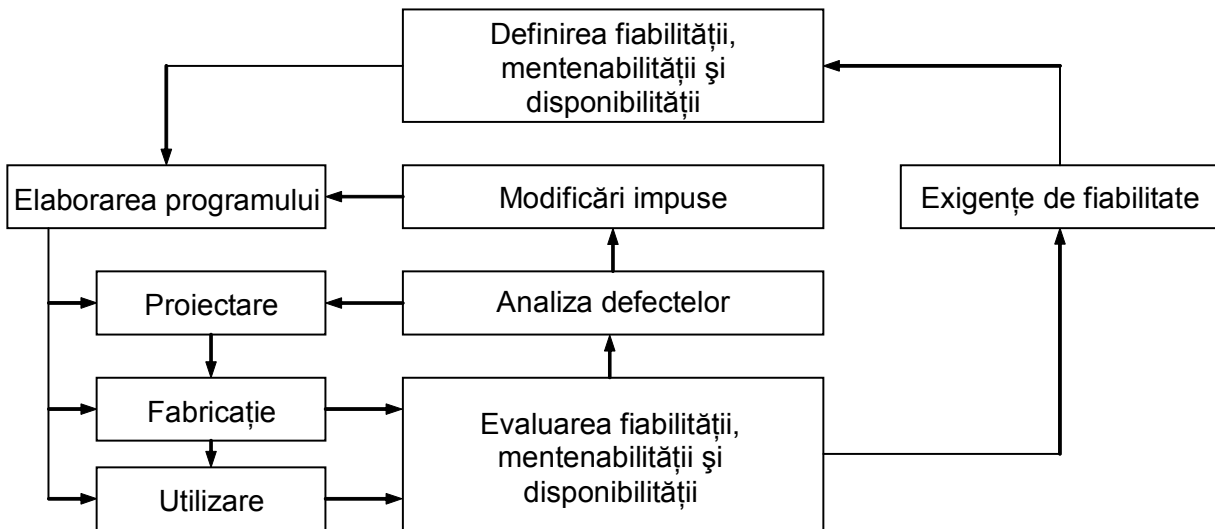 Definirea fiabilității,
mentenabilității şi
disponibilității
Elaborarea programului
Modificări impuse
Exigențe de fiabilitate
Proiectare
Analiza defectelor
Fabricație
Evaluarea fiabilității,
mentenabilității şi
disponibilității
Utilizare